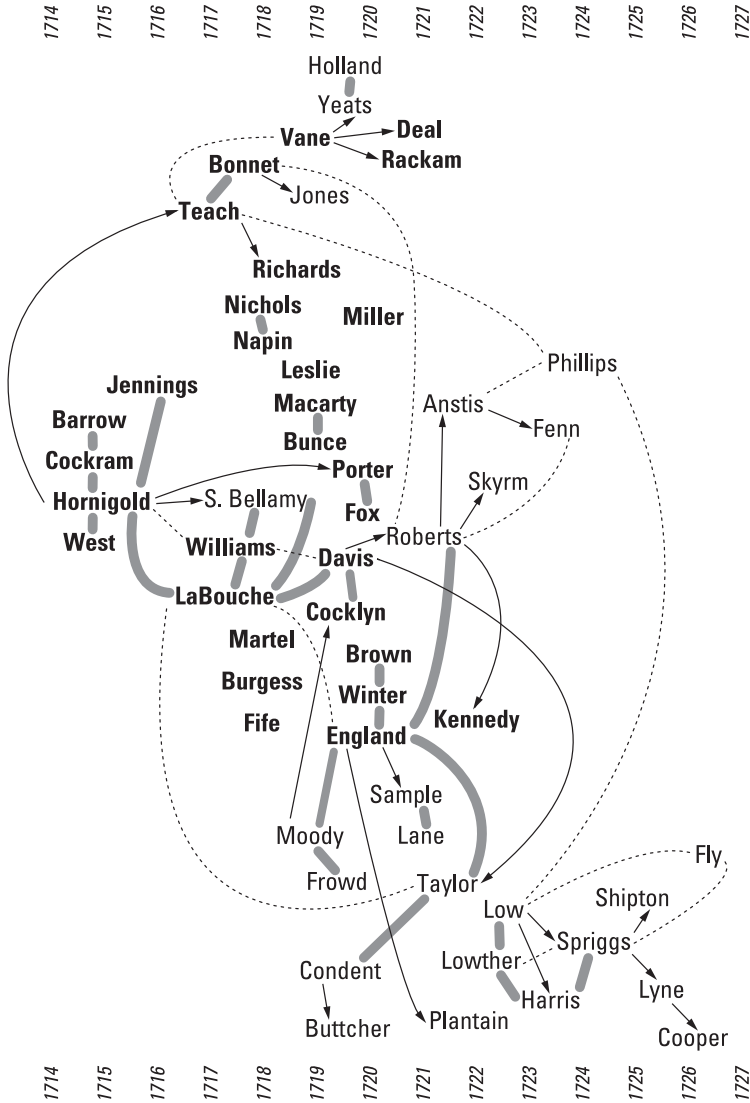 1714 1715 1716 1717 1718 1719 1720 1721 1722 1723 1724 1725 1726 1727
Holland
Yeats
Vane Deal
Rackam
Bonnet
Jones
Teach
Richards
Nichols
Miller
Napin
Phillips
Leslie
Jennings
Macarty Anstis
Barrow
Fenn
Bunce
Cockram
Porter
Skyrm
Hornigold S. Bellamy
Fox
Roberts
West Williams
Davis
LaBouche
Cocklyn
Martel
Brown
Burgess
Winter
Fife Kennedy
England
Sample
Moody Lane
Fly
Frowd Taylor
Shipton
Low
Spriggs
Lowther
Condent
Lyne
Harris
Buttcher Plantain
Cooper
1714 1715 1716 1717 1718 1719 1720 1721 1722 1723 1724 1725 1726 1727